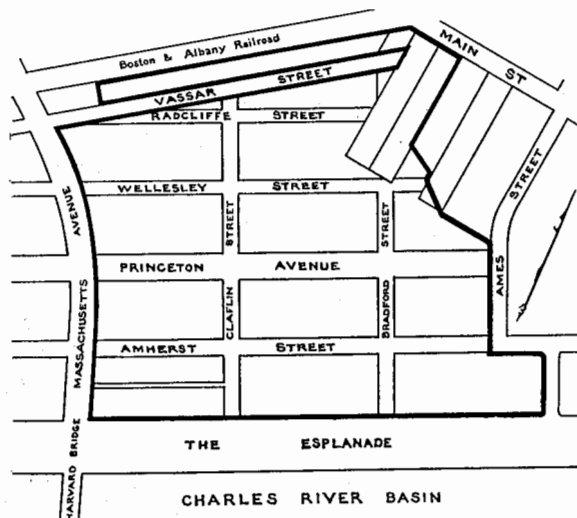 Boston & Albany Railroad
MAIN ST
VASSAR STREET
RADCLIFFE STREET
AVENUE
WELLESLEY STREET
STREET
STREET
STREET
PRINCETON AVENUE
AMES
MASSACHUSETTS
CLAFLIN
BRADFORD
AMHERST STREET
HARVARD BRIDGE
THE ESPLANADE
CHARLES RIVER BASIN